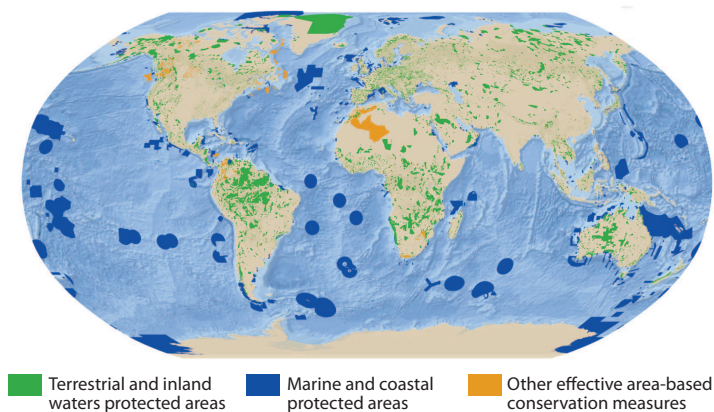 Terrestrial and inland
waters protected areas
Marine and coastal
protected areas
Other effective area-based
conservation measures